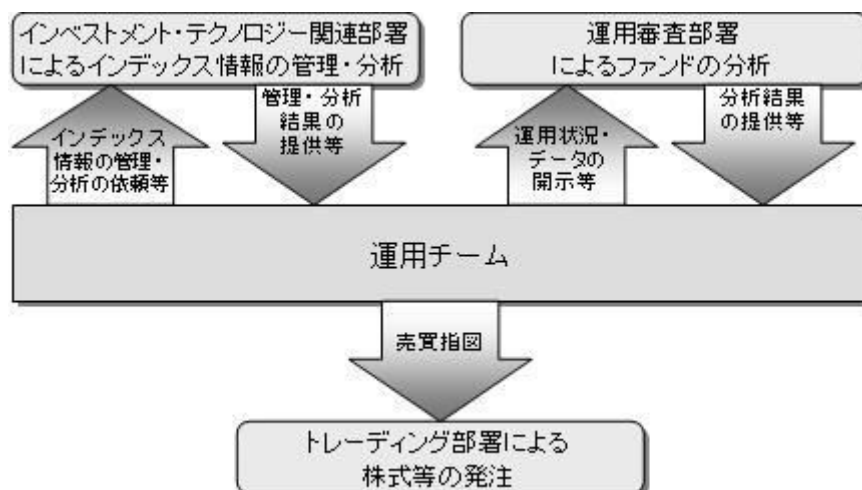 インベストメント・テクノロジー関連部署
によるインデックス情報の管理・分析
運用審査部署
によるファンドの分析
インデックス
情報の管理・
分析の依頼等
管理・分析
結果の
提供等
運用状況・
データの
開示等
分析結果
の提供等
運用チーム
売買指図
トレーディング部署による
株式等の発注